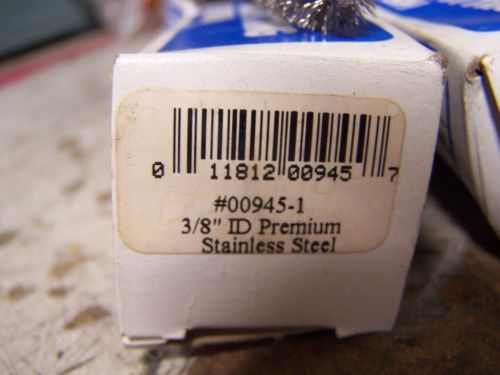 0 11812 00945 7
#00945-1
3/8" ID Premium
Stainless Steel